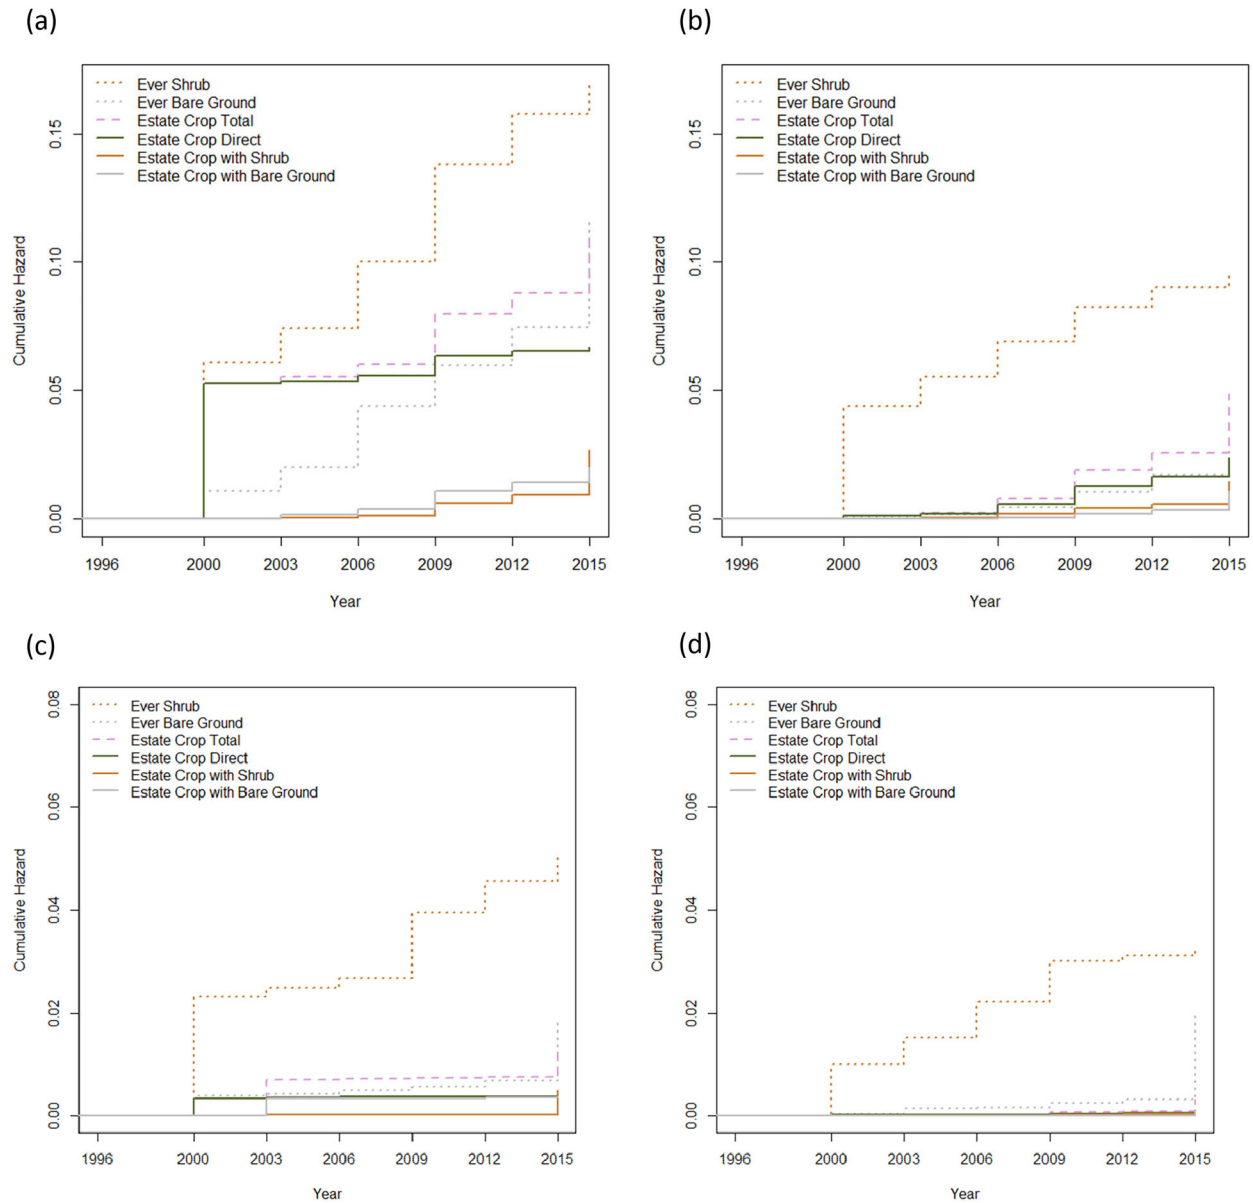 (a)
Ever Shrub
Ever Bare Ground
Estate Crop Total
Estate Crop Direct
Estate Crop with Shrub
Estate Crop with Bare Ground
Cumulative Hazard
0.15
0.10
0.05
0.00
1996 2000 2003 2006 2009 2012 2015
Year
(b)
Ever Shrub
Ever Bare Ground
Estate Crop Total
Estate Crop Direct
Estate Crop with Shrub
Estate Crop with Bare Ground
Cumulative Hazard
0.15
0.10
0.05
0.00
1996 2000 2003 2006 2009 2012 2015
Year
(c)
Ever Shrub
Ever Bare Ground
Estate Crop Total
Estate Crop Direct
Estate Crop with Shrub
Estate Crop with Bare Ground
Cumulative Hazard
0.08
0.06
0.04
0.02
0.00
1996 2000 2003 2006 2009 2012 2015
Year
(d)
Ever Shrub
Ever Bare Ground
Estate Crop Total
Estate Crop Direct
Estate Crop with Shrub
Estate Crop with Bare Ground
Cumulative Hazard
0.08
0.06
0.04
0.02
0.00
1996 2000 2003 2006 2009 2012 2015
Year